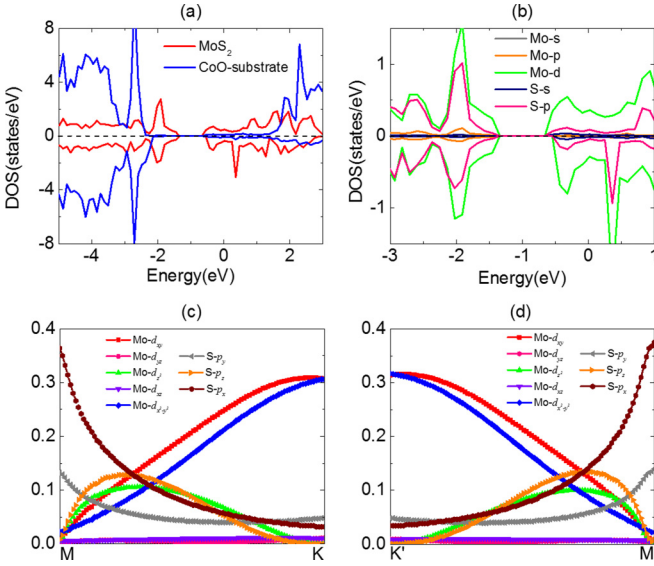 (a)
MoS₂
CoO-substrate
DOS(states/eV)
8
4
0
-4
-8
-4
-2
0
2
Energy(eV)
(b)
Mo-s
Mo-p
Mo-d
S-s
S-p
DOS(states/eV)
1
0
-1
-3
-2
-1
0
1
Energy(eV)
(c)
Mo-dxy
Mo-dyz
Mo-dz²
Mo-dxz
Mo-dx²-y²
S-py
S-pz
S-px
0.4
0.3
0.2
0.1
0.0
M
K
(d)
Mo-dxy
Mo-dyz
Mo-dz²
Mo-dxz
Mo-dx²-y²
S-py
S-pz
S-px
0.4
0.3
0.2
0.1
0.0
K'
M